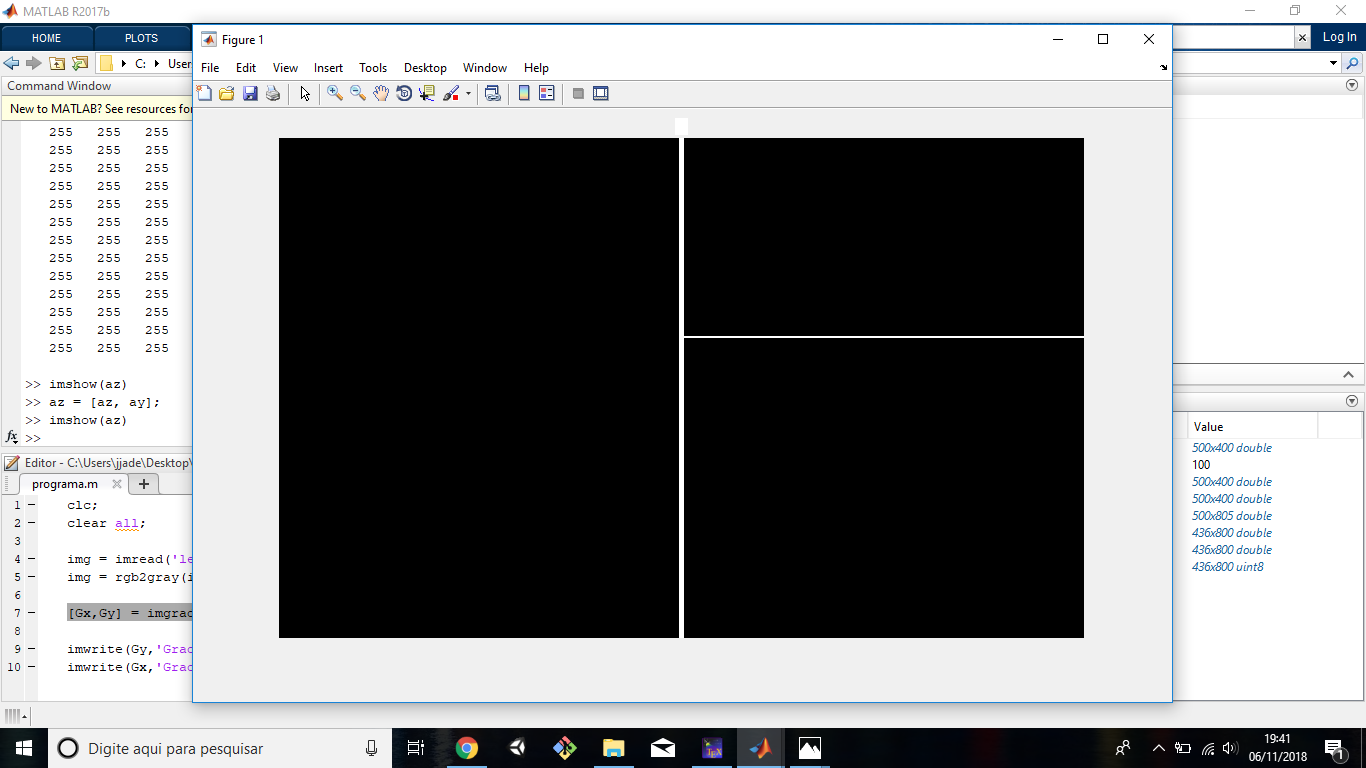 MATLAB R2017b
HOME
PLOTS
Log In
C:
User
Command Window
New to MATLAB? See resources for
255 255 255
255 255 255
255 255 255
255 255 255
255 255 255
255 255 255
255 255 255
255 255 255
255 255 255
255 255 255
255 255 255
255 255 255
255 255 255
>> imshow(az)
>> az = [az, ay];
>> imshow(az)
fx >>
Editor - C:\Users\jjade\Desktop\
programa.m
1 clc;
2 clear all;
3
4 img = imread('le
5 img = rgb2gray(i
6
7 [Gx,Gy] = imgrad
8
9 imwrite(Gy,'Grad
10 imwrite(Gx,'Grad
Figure 1
File Edit View Insert Tools Desktop Window Help
Value
500x400 double
100
500x400 double
500x400 double
500x805 double
436x800 double
436x800 double
436x800 uint8
Digite aqui para pesquisar
TEX
19:41
06/11/2018
1